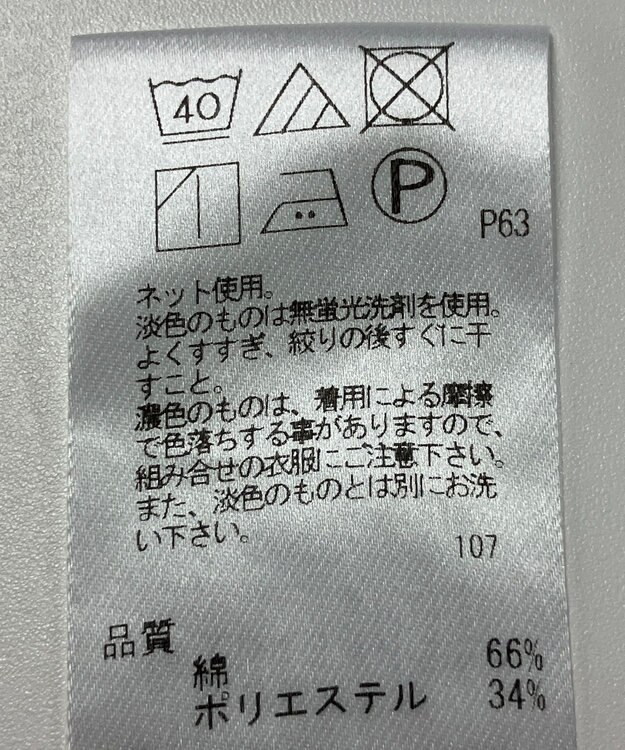 40
P
P63
ネット使用。
淡色のものは無蛍光洗剤を使用。
よくすすぎ、絞りの後すぐに干
すこと。
濃色のものは、着用による摩擦
で色落ちする事がありますので、
組み合せの衣服にご注意下さい。
また、淡色のものとは別にお洗
い下さい。
107
品質
綿 66%
ポリエステル 34%